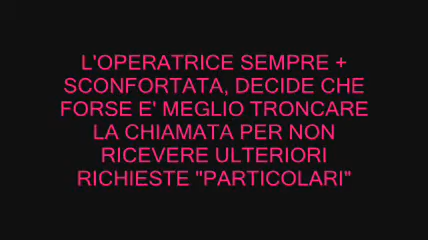 L'OPERATRICE SEMPRE +
SCONFORTATA, DECIDE CHE
FORSE E' MEGLIO TRONCARE
LA CHIAMATA PER NON
RICEVERE ULTERIORI
RICHIESTE "PARTICOLARI"